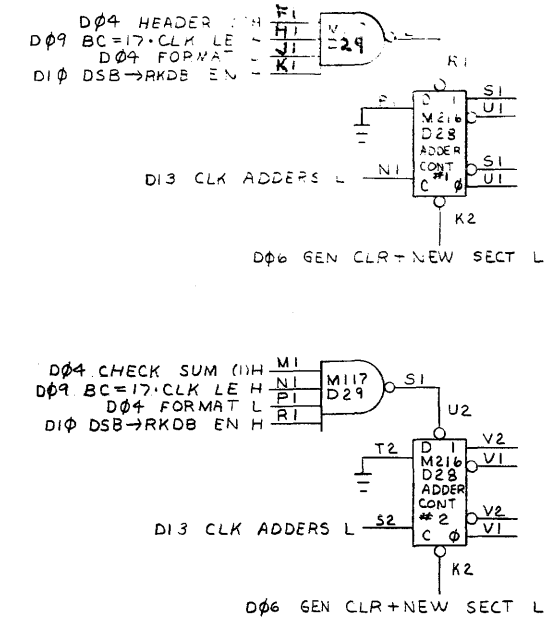 DØ4 HEADER H F1
DØ9 BC=17·CLK LE H1
DØ4 FORMAT J1
D1Ø DSB→RKDB EN K1
D29
R1
D 1 S1
M216 U1
D28
ADDER
CONT S1
#1
C Ø U1
D13 CLK ADDERS L N1
K2
DØ6 GEN CLR+NEW SECT L
DØ4 CHECK SUM (1)H M1
DØ9 BC=17·CLK LE H N1
DØ4 FORMAT L P1
D1Ø DSB→RKDB EN H R1
M117 S1
D29
U2
T2 D 1 V2
M216 V1
D28
ADDER
CONT
#2 V2
C Ø V1
D13 CLK ADDERS L S2
K2
DØ6 GEN CLR+NEW SECT L